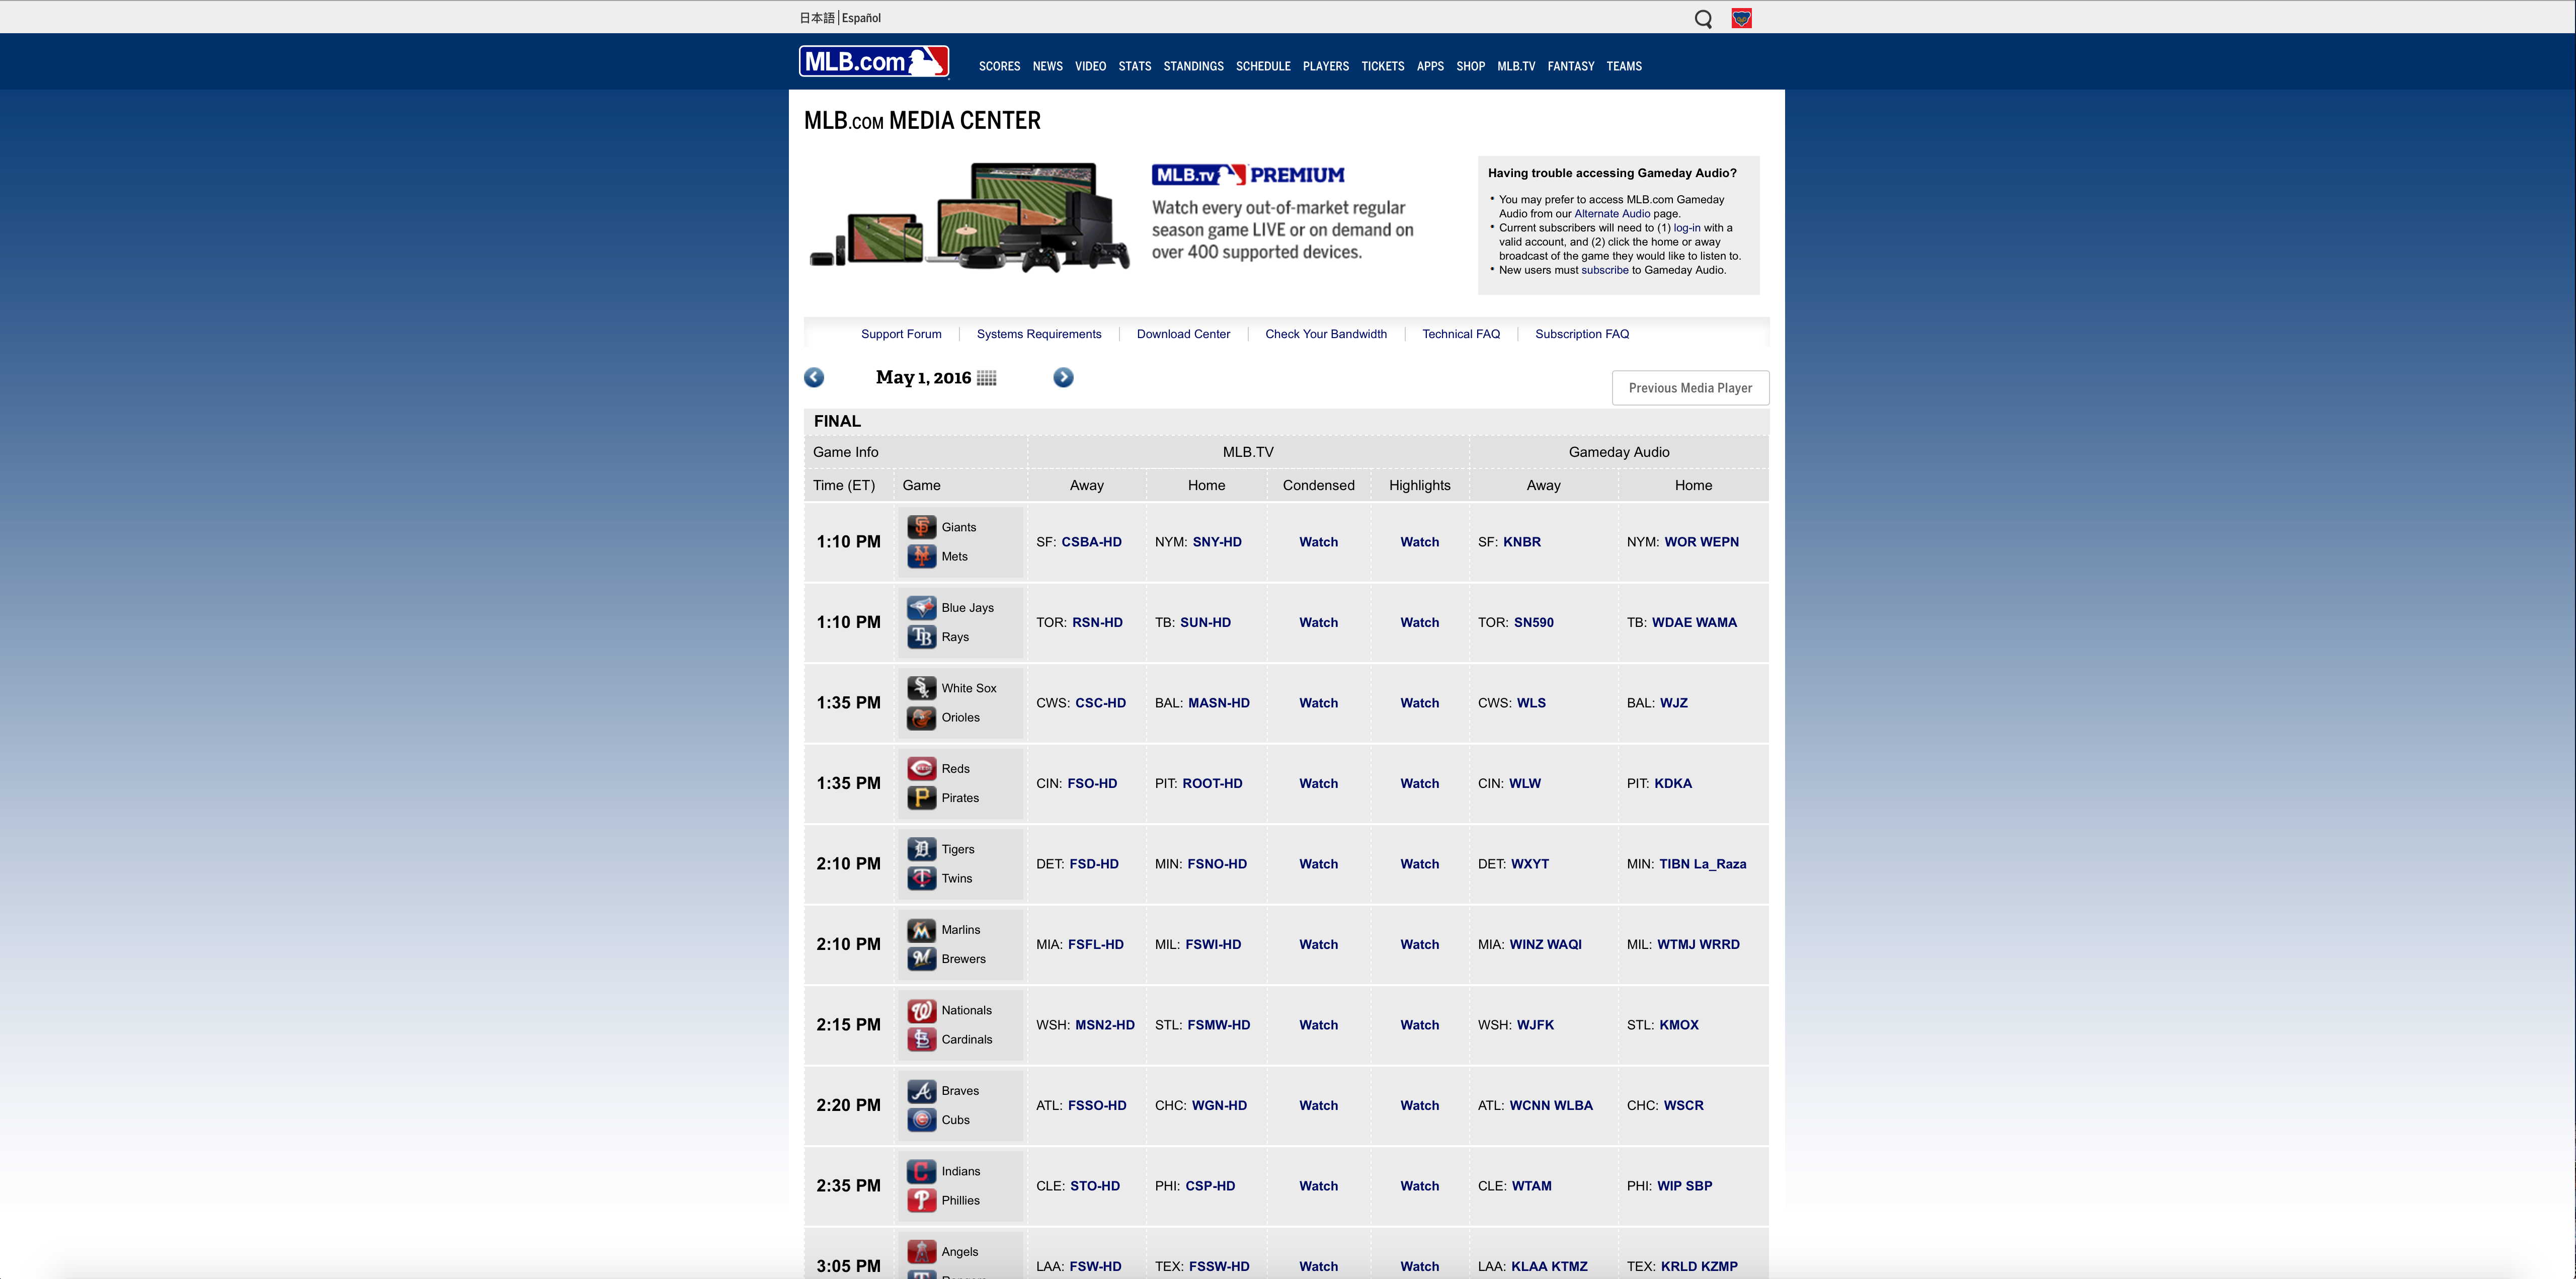 日本語 | Español
MLB.com
SCORES NEWS VIDEO STATS STANDINGS SCHEDULE PLAYERS TICKETS APPS SHOP MLB.TV FANTASY TEAMS
MLB.COM MEDIA CENTER
MLB.TV PREMIUM
Watch every out-of-market regular
season game LIVE or on demand on
over 400 supported devices.
Having trouble accessing Gameday Audio?
• You may prefer to access MLB.com Gameday
Audio from our Alternate Audio page.
• Current subscribers will need to (1) log-in with a
valid account, and (2) click the home or away
broadcast of the game they would like to listen to.
• New users must subscribe to Gameday Audio.
Support Forum | Systems Requirements | Download Center | Check Your Bandwidth | Technical FAQ | Subscription FAQ
May 1, 2016
Previous Media Player
FINAL
Game Info MLB.TV Gameday Audio
Time (ET) Game Away Home Condensed Highlights Away Home
1:10 PM Giants Mets SF: CSBA-HD NYM: SNY-HD Watch Watch SF: KNBR NYM: WOR WEPN
1:10 PM Blue Jays Rays TOR: RSN-HD TB: SUN-HD Watch Watch TOR: SN590 TB: WDAE WAMA
1:35 PM White Sox Orioles CWS: CSC-HD BAL: MASN-HD Watch Watch CWS: WLS BAL: WJZ
1:35 PM Reds Pirates CIN: FSO-HD PIT: ROOT-HD Watch Watch CIN: WLW PIT: KDKA
2:10 PM Tigers Twins DET: FSD-HD MIN: FSNO-HD Watch Watch DET: WXYT MIN: TIBN La_Raza
2:10 PM Marlins Brewers MIA: FSFL-HD MIL: FSWI-HD Watch Watch MIA: WINZ WAQI MIL: WTMJ WRRD
2:15 PM Nationals Cardinals WSH: MSN2-HD STL: FSMW-HD Watch Watch WSH: WJFK STL: KMOX
2:20 PM Braves Cubs ATL: FSSO-HD CHC: WGN-HD Watch Watch ATL: WCNN WLBA CHC: WSCR
2:35 PM Indians Phillies CLE: STO-HD PHI: CSP-HD Watch Watch CLE: WTAM PHI: WIP SBP
3:05 PM Angels LAA: FSW-HD TEX: FSSW-HD Watch Watch LAA: KLAA KTMZ TEX: KRLD KZMP